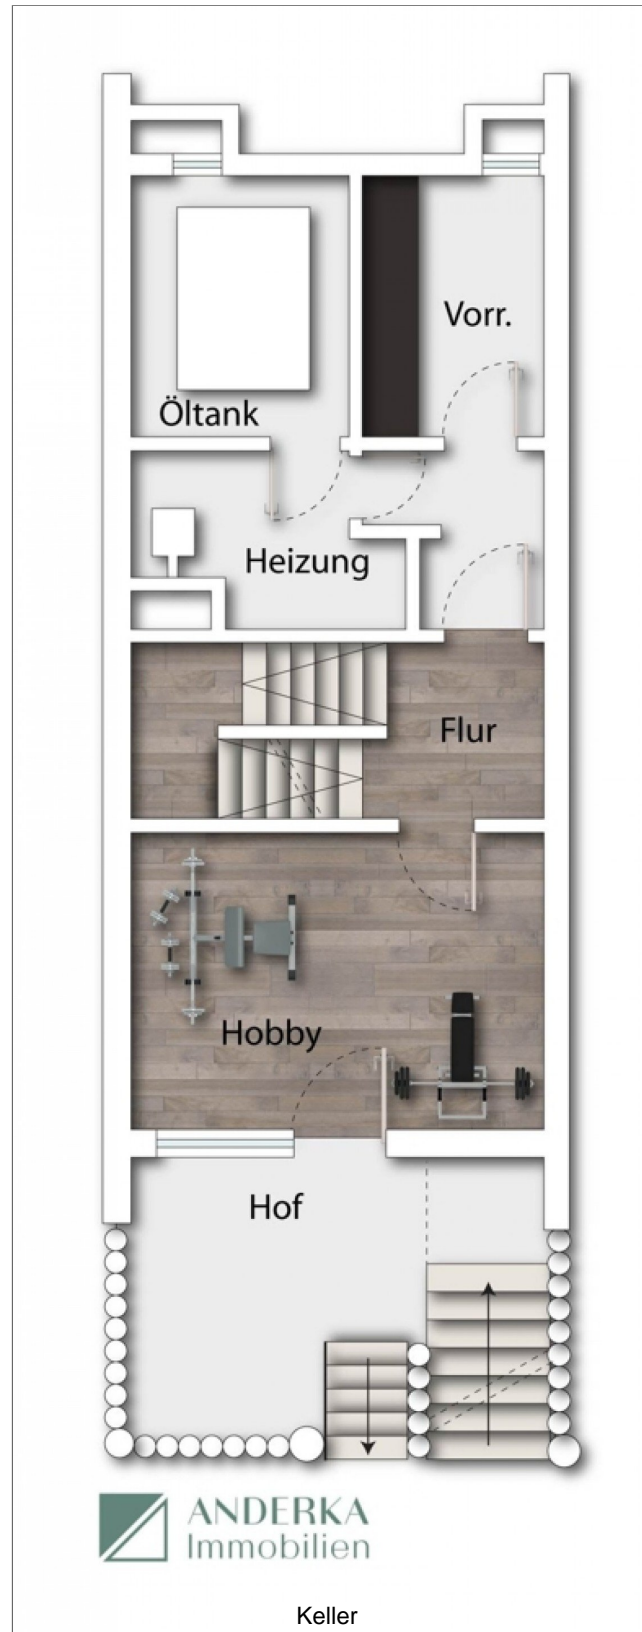 Vorr.
Öltank
Heizung
Flur
Hobby
Hof
ANDERKA
Immobilien
Keller